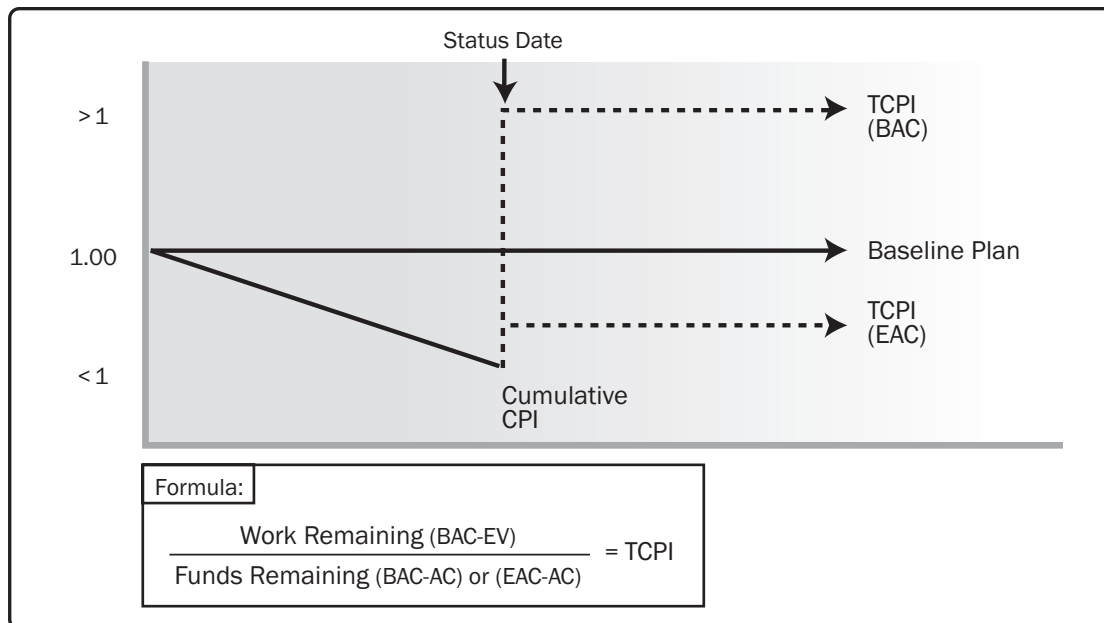 Status Date
> 1
TCPI
(BAC)
1.00
Baseline Plan
TCPI
(EAC)
< 1
Cumulative
CPI
Formula:
Work Remaining (BAC-EV)
= TCPI
Funds Remaining (BAC-AC) or (EAC-AC)